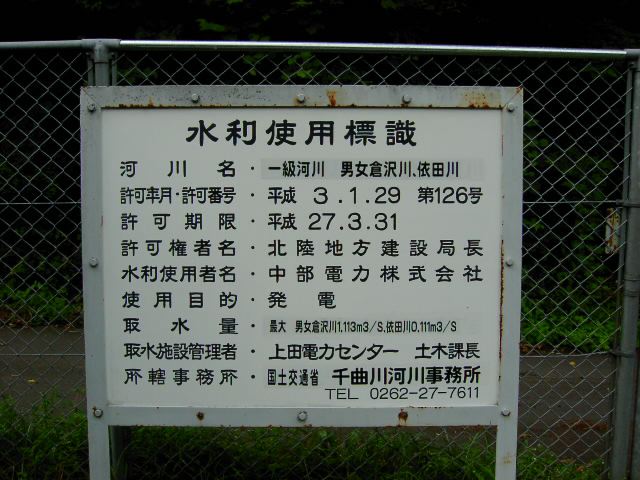 水利使用標識
河川名・一級河川 男女倉沢川、依田川
許可年月・許可番号・平成 3.1.29 第126号
許可期限・平成 27.3.31
許可権者名・北陸地方建設局長
水利使用者名・中部電力株式会社
使用目的・発電
取水量・最大 男女倉沢川1.113m3/S、依田川0.111m3/S
取水施設管理者・上田電力センター 土木課長
所轄事務所・国土交通省 千曲川河川事務所
TEL 0262-27-7611